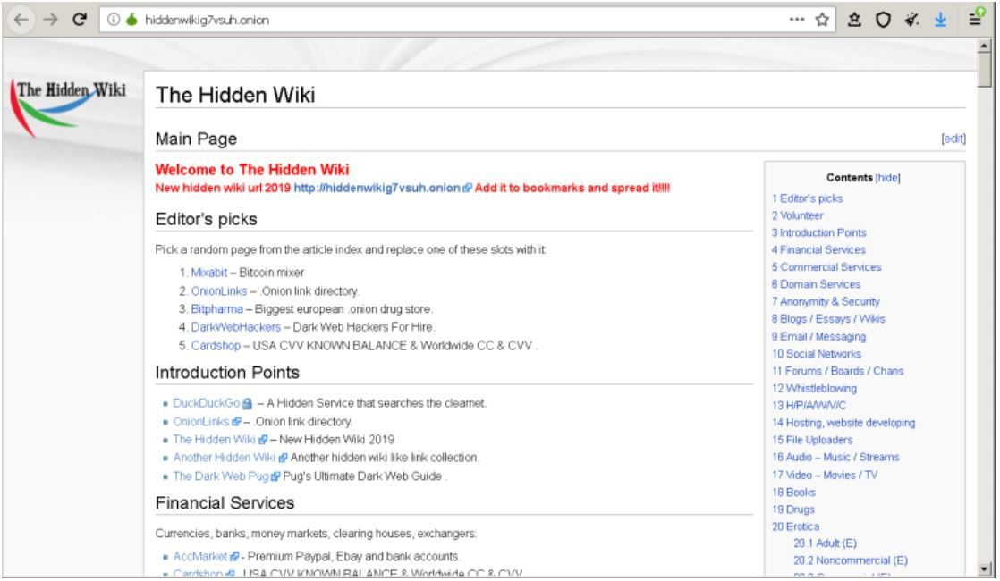 hiddenwikig7vsuh.onion
The Hidden Wiki
The Hidden Wiki
Main Page
[edit]
Welcome to The Hidden Wiki
New hidden wiki url 2019 http://hiddenwikig7vsuh.onion Add it to bookmarks and spread it!!!!
Editor's picks
Pick a random page from the article index and replace one of these slots with it
1. Mixabit – Bitcoin mixer
2. OnionLinks – .Onion link directory.
3. Bitpharma – Biggest european .onion drug store.
4. DarkWebHackers – Dark Web Hackers For Hire.
5. Cardshop – USA CVV KNOWN BALANCE & Worldwide CC & CVV .
Introduction Points
DuckDuckGo – A Hidden Service that searches the clearnet.
OnionLinks – .Onion link directory.
The Hidden Wiki – New Hidden Wiki 2019
Another Hidden Wiki Another hidden wiki like link collection.
The Dark Web Pug Pug's Ultimate Dark Web Guide .
Financial Services
Currencies, banks, money markets, clearing houses, exchangers:
AccMarket - Premium Paypal, Ebay and bank accounts.
Cardshop - USA CVV KNOWN BALANCE & Worldwide CC & CVV
Contents [hide]
1 Editor's picks
2 Volunteer
3 Introduction Points
4 Financial Services
5 Commercial Services
6 Domain Services
7 Anonymity & Security
8 Blogs / Essays / Wikis
9 Email / Messaging
10 Social Networks
11 Forums / Boards / Chans
12 Whistleblowing
13 H/P/A/W/V/C
14 Hosting, website developing
15 File Uploaders
16 Audio – Music / Streams
17 Video – Movies / TV
18 Books
19 Drugs
20 Erotica
20.1 Adult (E)
20.2 Noncommercial (E)